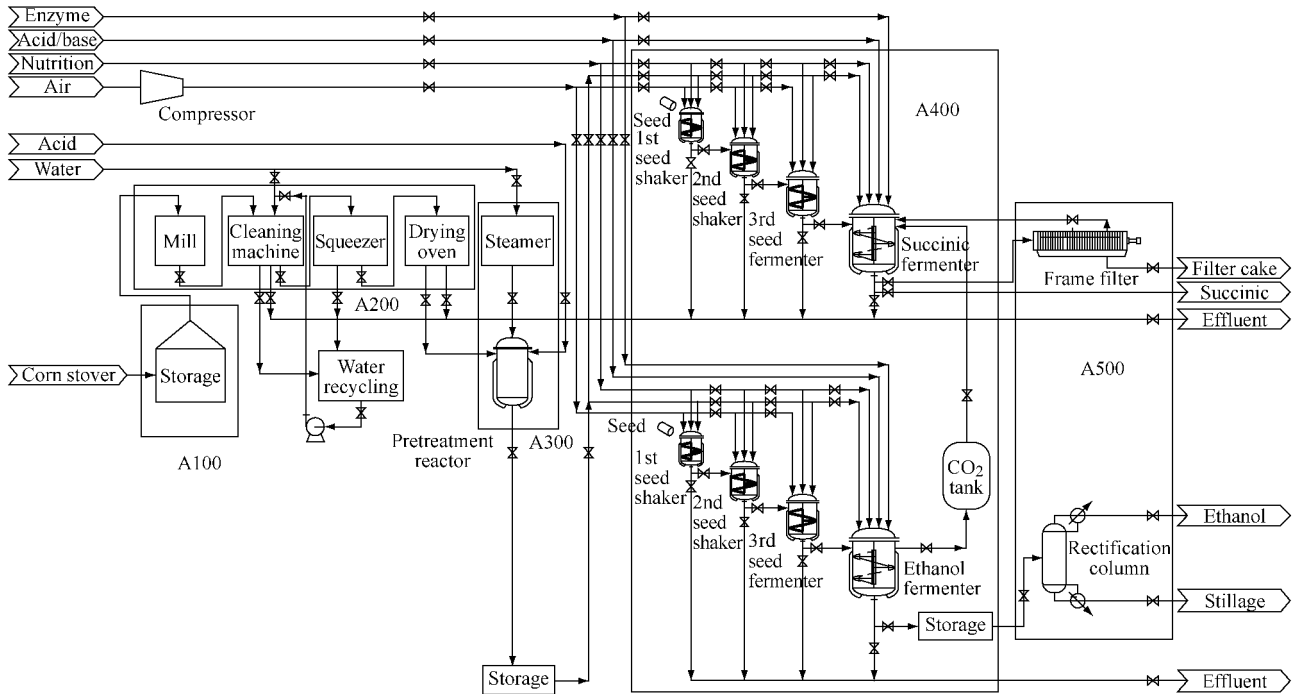 Enzyme
Acid/base
Nutrition
Air
Compressor
Acid
Water
Mill
Cleaning
machine
Squeezer
Drying
oven
Steamer
A200
Corn stover
Storage
A100
Water
recycling
Pretreatment
reactor
A300
Storage
A400
Seed
1st
seed
shaker
2nd
seed
shaker
3rd
seed
fermenter
Succinic
fermenter
Frame filter
Filter cake
Succinic
Effluent
A500
Seed
1st
seed
shaker
2nd
seed
shaker
3rd
seed
fermenter
Ethanol
fermenter
CO2
tank
Storage
Rectification
column
Ethanol
Stillage
Effluent